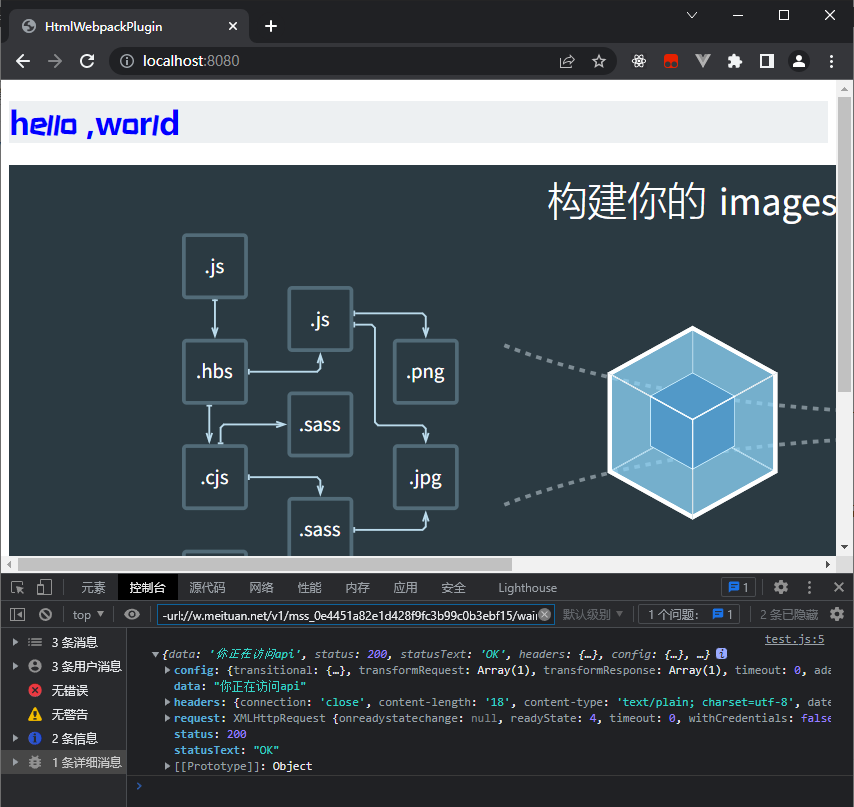 HtmlWebpackPlugin
localhost:8080
hello ,world
构建你的 images
.js
.js
.hbs
.png
.sass
.cjs
.jpg
.sass
元素 控制台 源代码 网络 性能 内存 应用 安全 Lighthouse 1
top -url://w.meituan.net/v1/mss_0e4451a82e1d428f9fc3b99c0b3ebf15/wai 默认级别 1 个问题: 1 2 条已隐藏
3 条消息
3 条用户消息
无错误
无警告
2 条信息
1 条详细消息
test.js:5
{data: '你正在访问api', status: 200, statusText: 'OK', headers: {…}, config: {…}, …}
config: {transitional: {…}, transformRequest: Array(1), transformResponse: Array(1), timeout: 0, ada
data: "你正在访问api"
headers: {connection: 'close', content-length: '18', content-type: 'text/plain; charset=utf-8', date
request: XMLHttpRequest {onreadystatechange: null, readyState: 4, timeout: 0, withCredentials: false
status: 200
statusText: "OK"
[[Prototype]]: Object